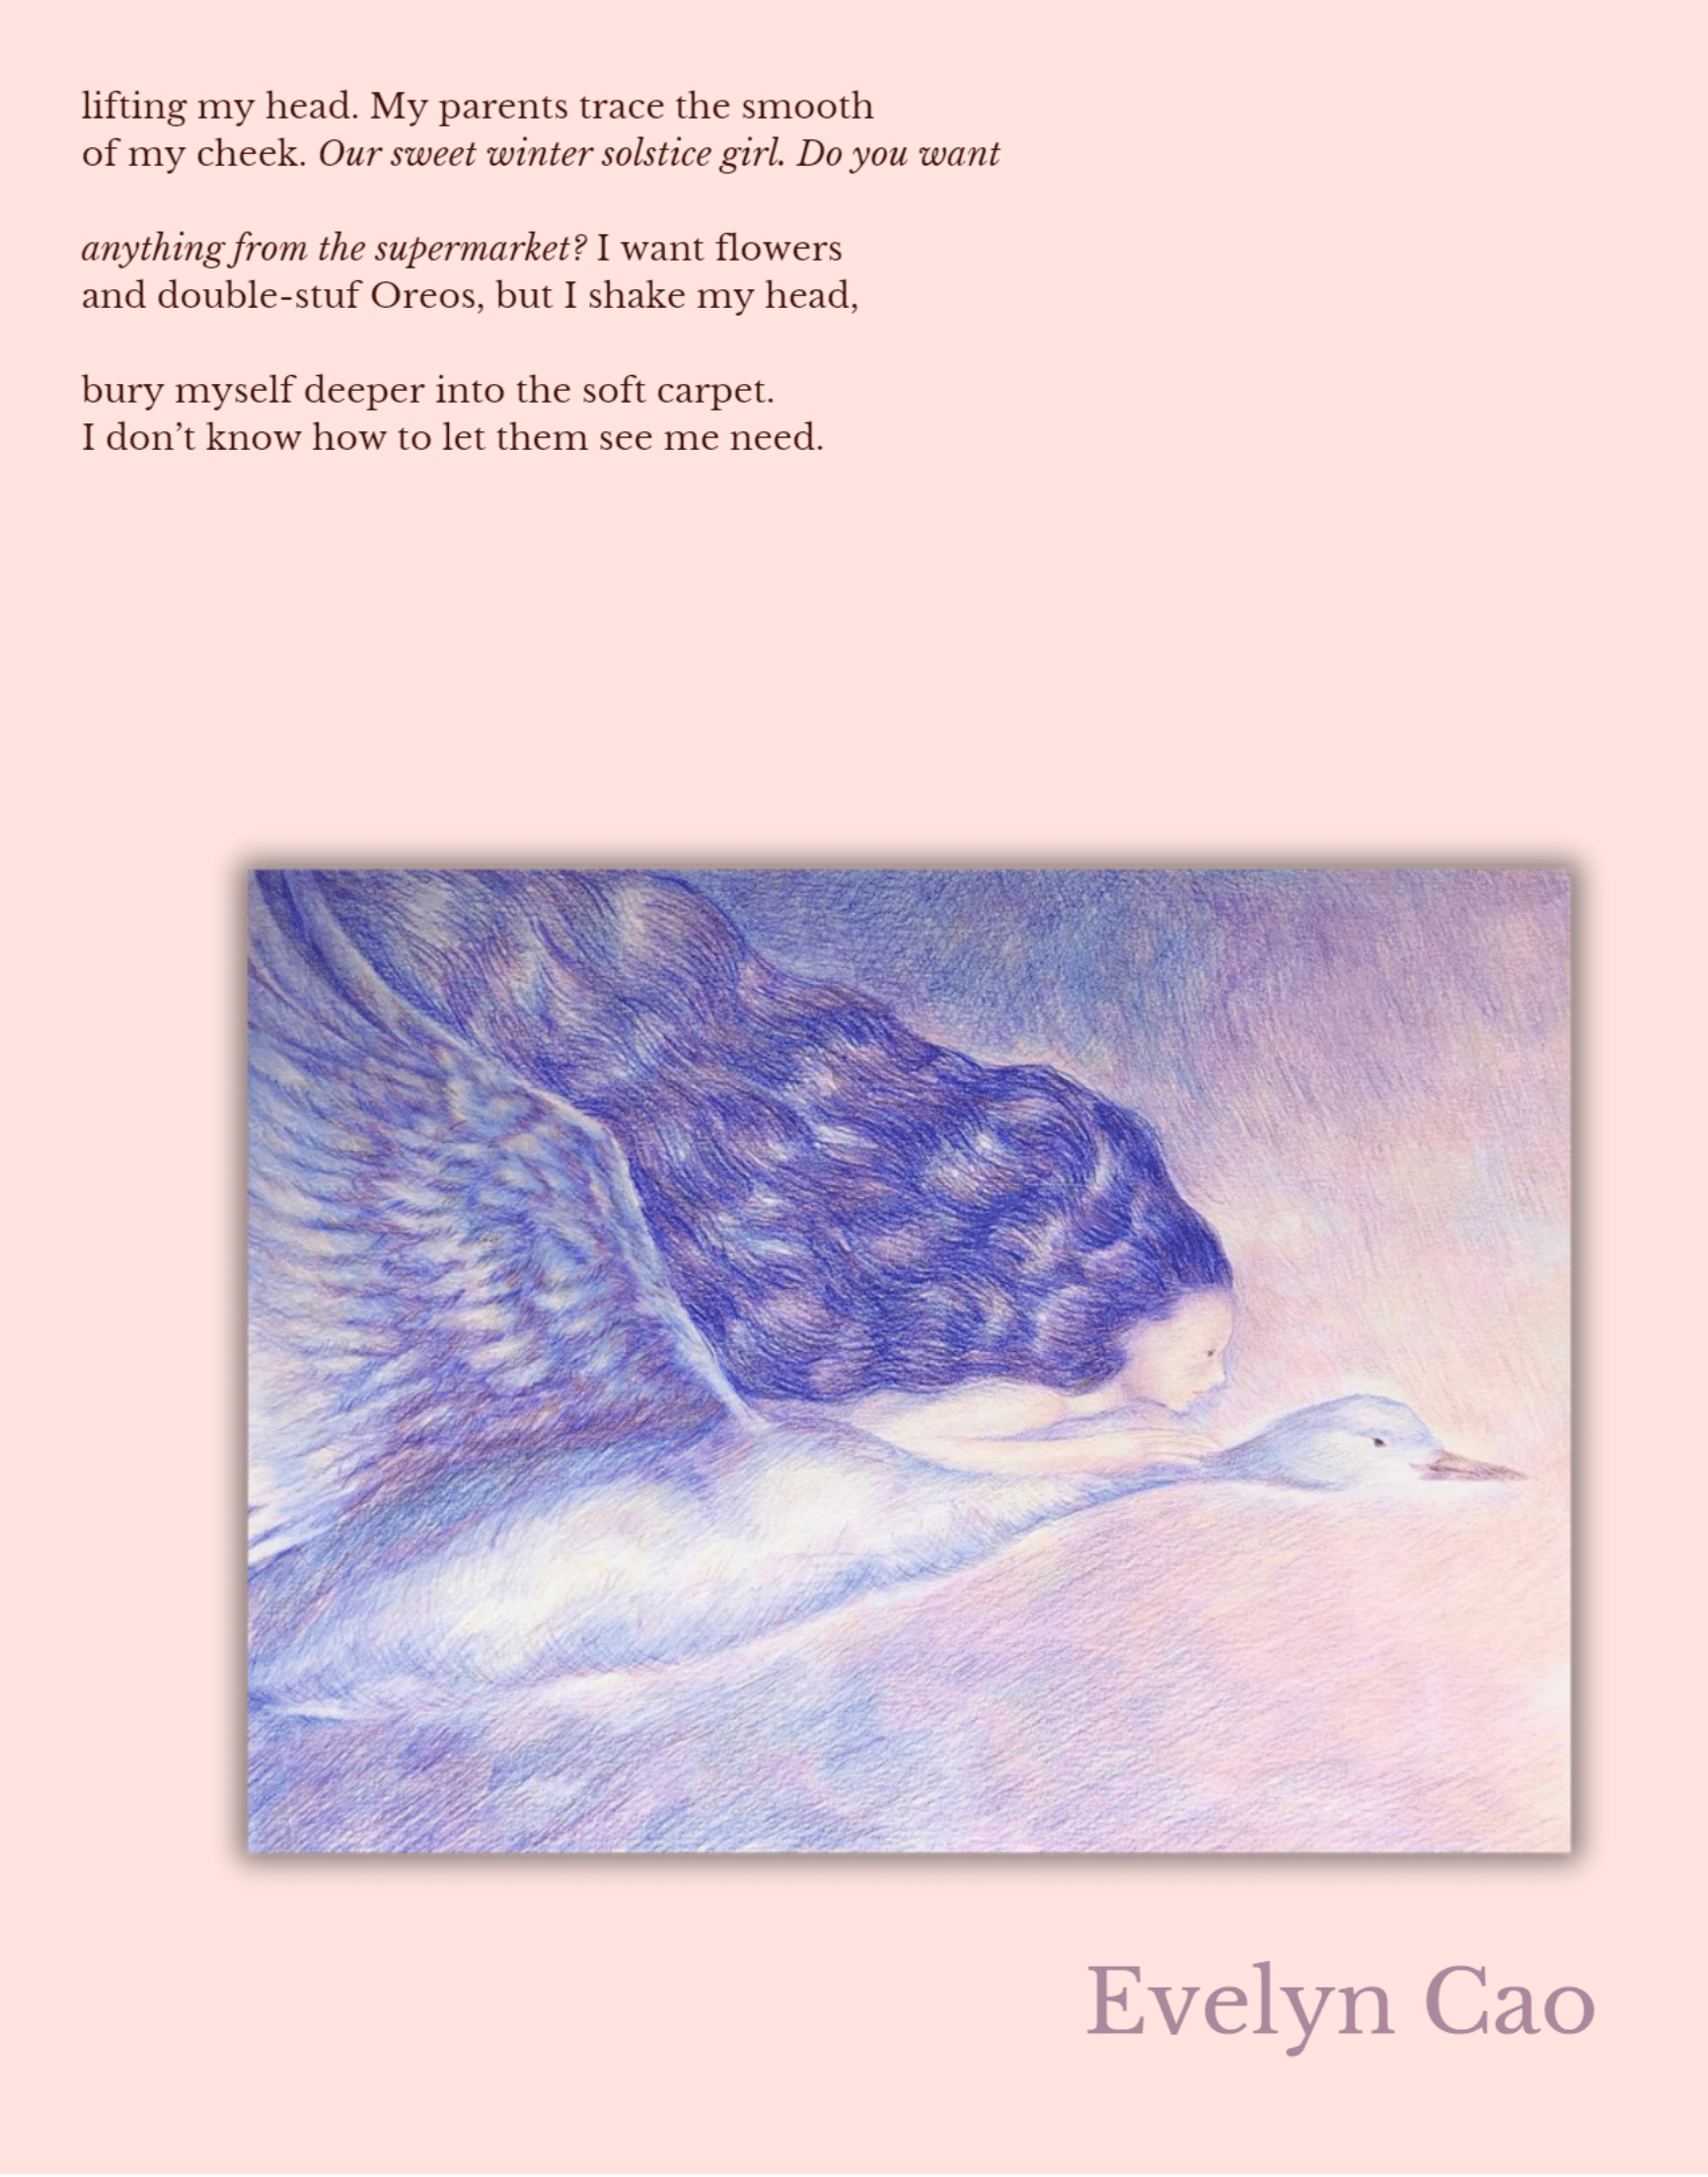 lifting my head. My parents trace the smooth
of my cheek. Our sweet winter solstice girl. Do you want
anything from the supermarket? I want flowers
and double-stuf Oreos, but I shake my head,
bury myself deeper into the soft carpet.
I don’t know how to let them see me need.
Evelyn Cao